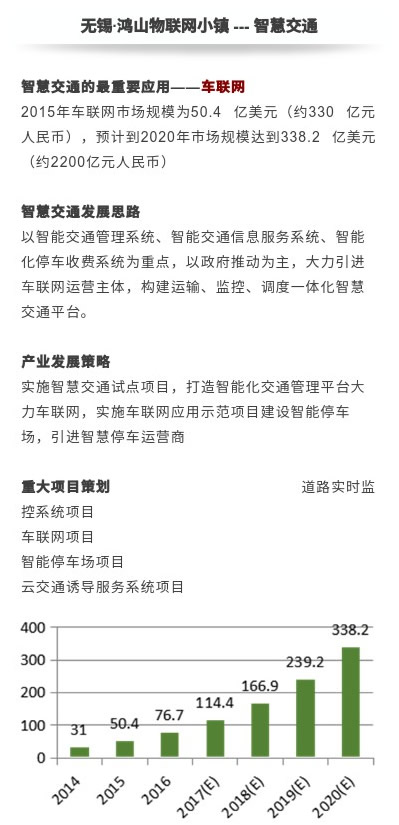 无锡·鸿山物联网小镇 --- 智慧交通
智慧交通的最重要应用——车联网
2015年车联网市场规模为50.4 亿美元（约330 亿元
人民币），预计到2020年市场规模达到338.2 亿美元
（约2200亿元人民币）
智慧交通发展思路
以智能交通管理系统、智能交通信息服务系统、智能
化停车收费系统为重点，以政府推动为主，大力引进
车联网运营主体，构建运输、监控、调度一体化智慧
交通平台。
产业发展策略
实施智慧交通试点项目，打造智能化交通管理平台大
力车联网，实施车联网应用示范项目建设智能停车
场，引进智慧停车运营商
重大项目策划 道路实时监
控系统项目
车联网项目
智能停车场项目
云交通诱导服务系统项目
400
300
200
100
0
31
50.4
76.7
114.4
166.9
239.2
338.2
2014
2015
2016
2017(E)
2018(E)
2019(E)
2020(E)